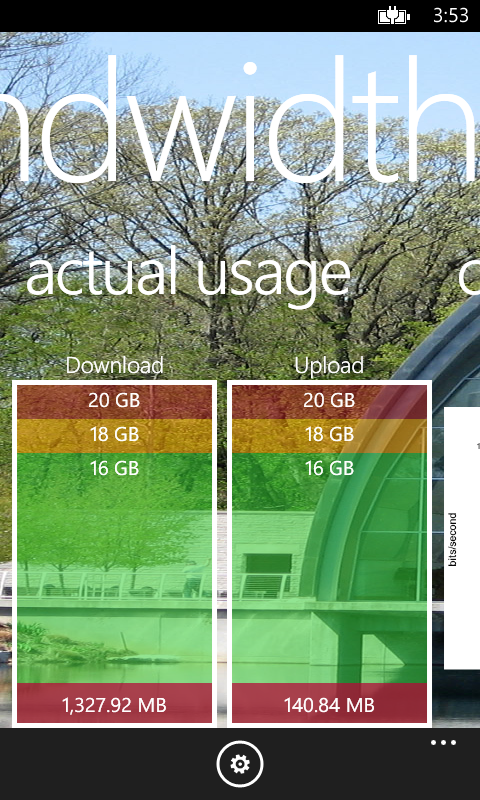 3:53
ndwidth
actual usage
Download
Upload
20 GB
20 GB
18 GB
18 GB
16 GB
16 GB
bits/second
1,327.92 MB
140.84 MB